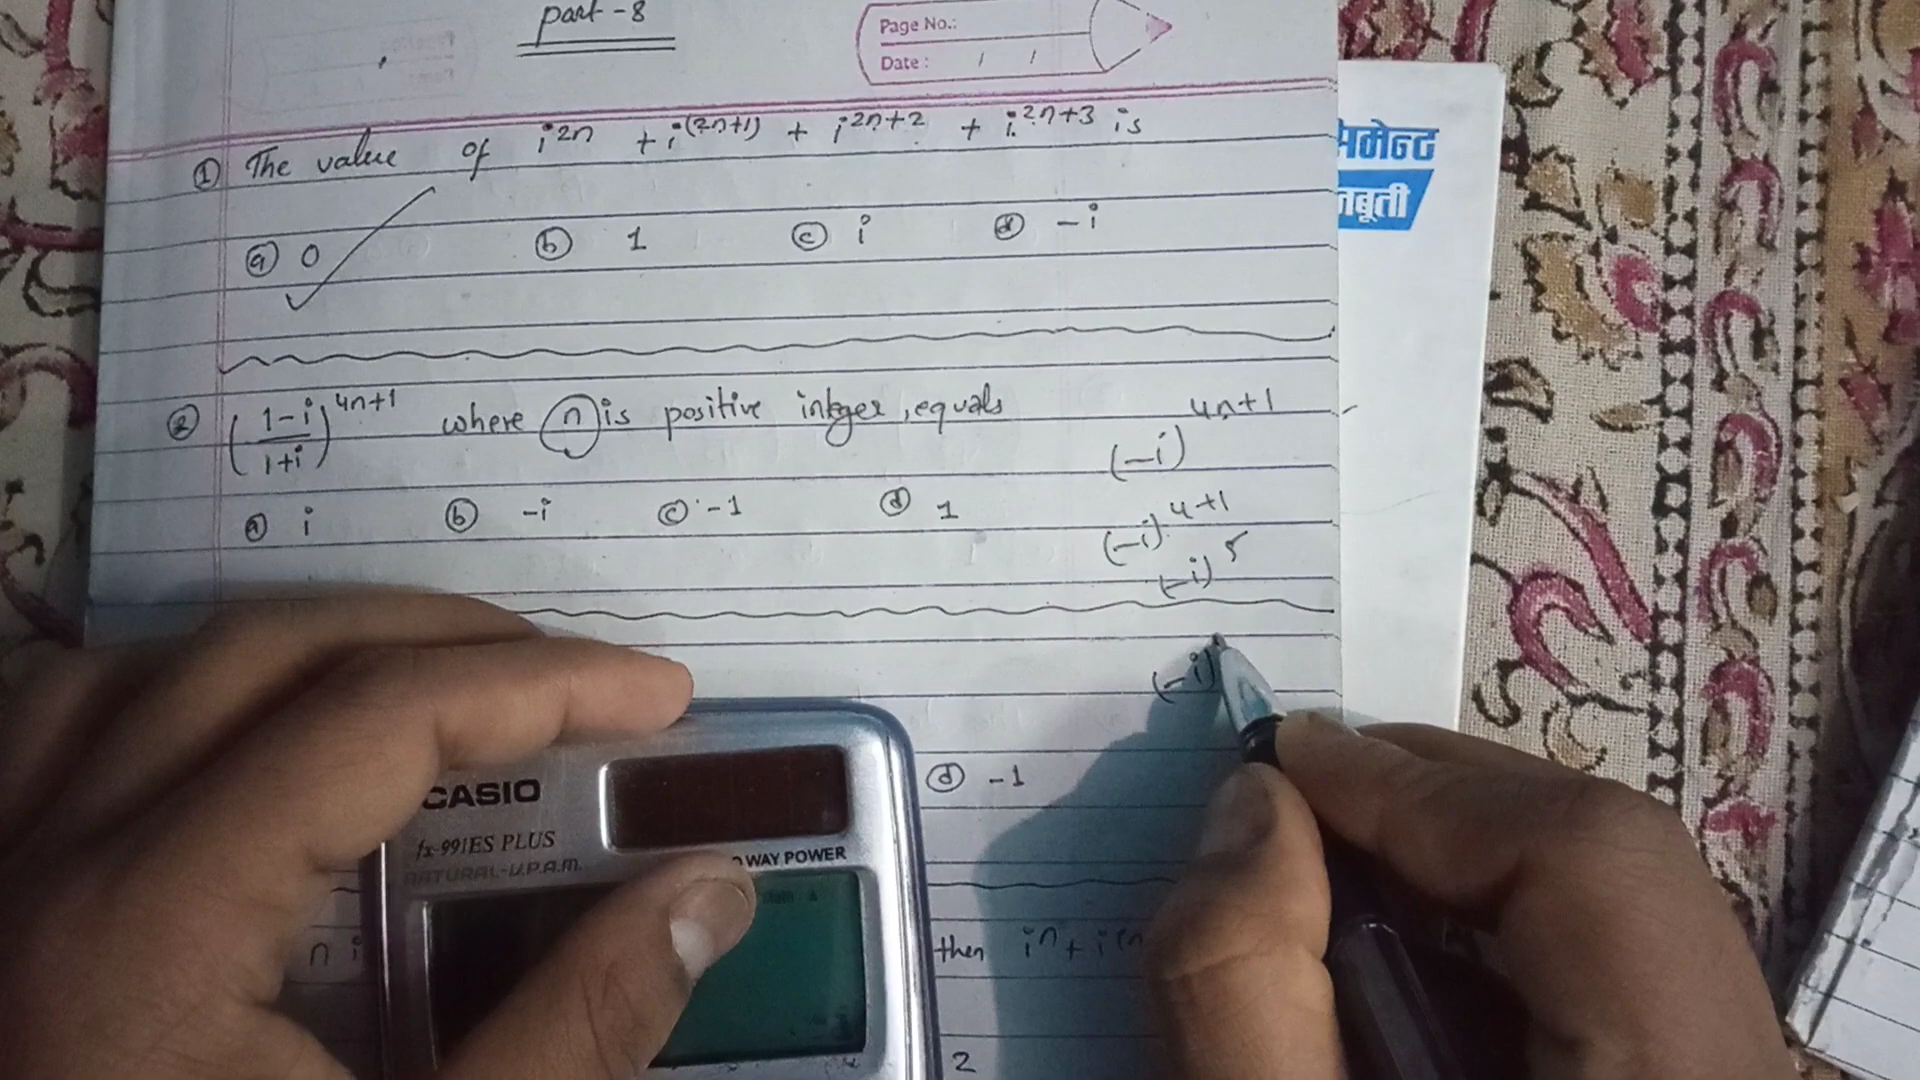 part-8
Page No.:
Date: / /
① The value of i^2n + i^(2n+1) + i^2n+2 + i^2n+3 is
ⓐ 0 ⓑ 1 ⓒ i ⓓ -i
② (1-i/1+i)^4n+1 where n is positive integer, equals
(-i)^4n+1
ⓐ i ⓑ -i ⓒ -1 ⓓ 1
(-i)^4+1
(-i)^5
(-i)
ⓓ -1
CASIO
fx-991ES PLUS
NATURAL-V.P.A.M.
WAY POWER
Math ▲
n i
then i^n + i^(n
2
मजबूती